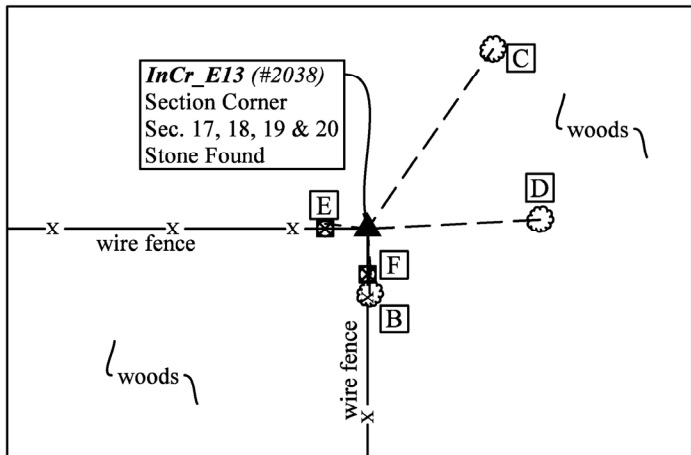 InCr_E13 (#2038)
Section Corner
Sec. 17, 18, 19 & 20
Stone Found
C
woods
E
D
x x x
wire fence
F
B
woods
wire fence
x